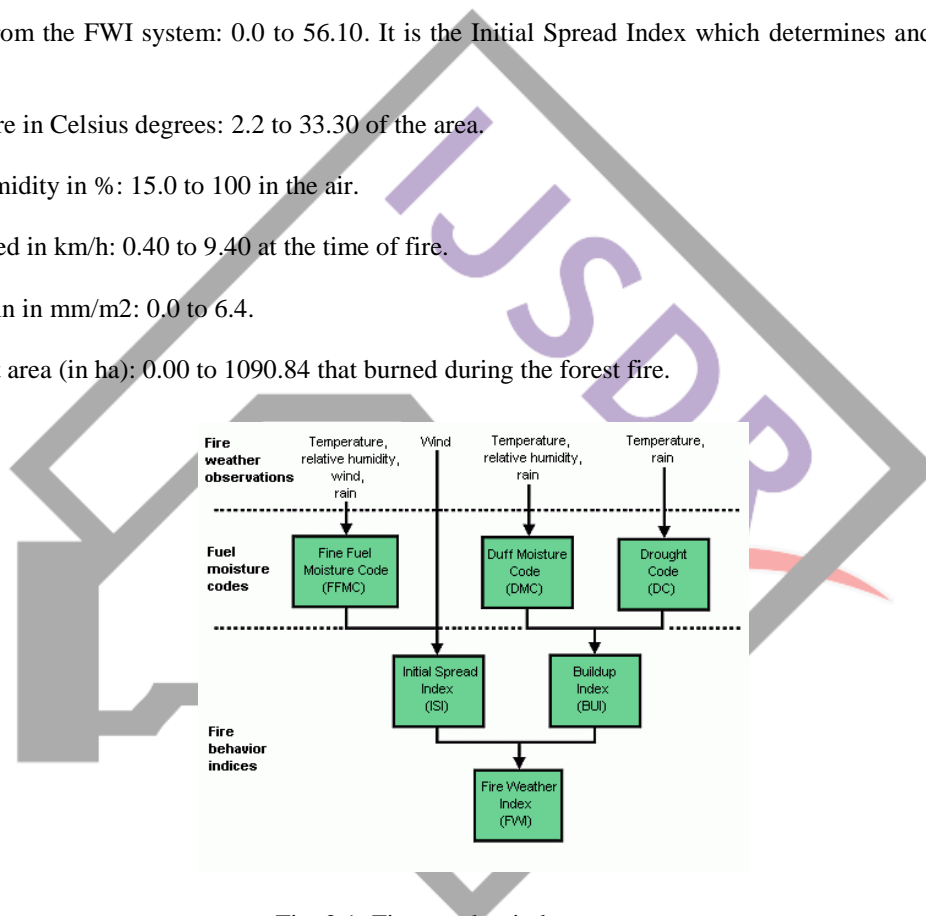 from the FWI system: 0.0 to 56.10. It is the Initial Spread Index which determines and
in Celsius degrees: 2.2 to 33.30 of the area.
in %: 15.0 to 100 in the air.
in km/h: 0.40 to 9.40 at the time of fire.
in mm/m2: 0.0 to 6.4.
area (in ha): 0.00 to 1090.84 that burned during the forest fire.
IJSDR
Fire
weather
observations
Temperature,
relative humidity,
wind,
rain
Wind
Temperature,
relative humidity,
rain
Temperature,
rain
Fuel
moisture
codes
Fine Fuel
Moisture Code
(FFMC)
Duff Moisture
Code
(DMC)
Drought
Code
(DC)
Fire
behavior
indices
Initial Spread
Index
(ISI)
Buildup
Index
(BUI)
Fire Weather
Index
(FWI)